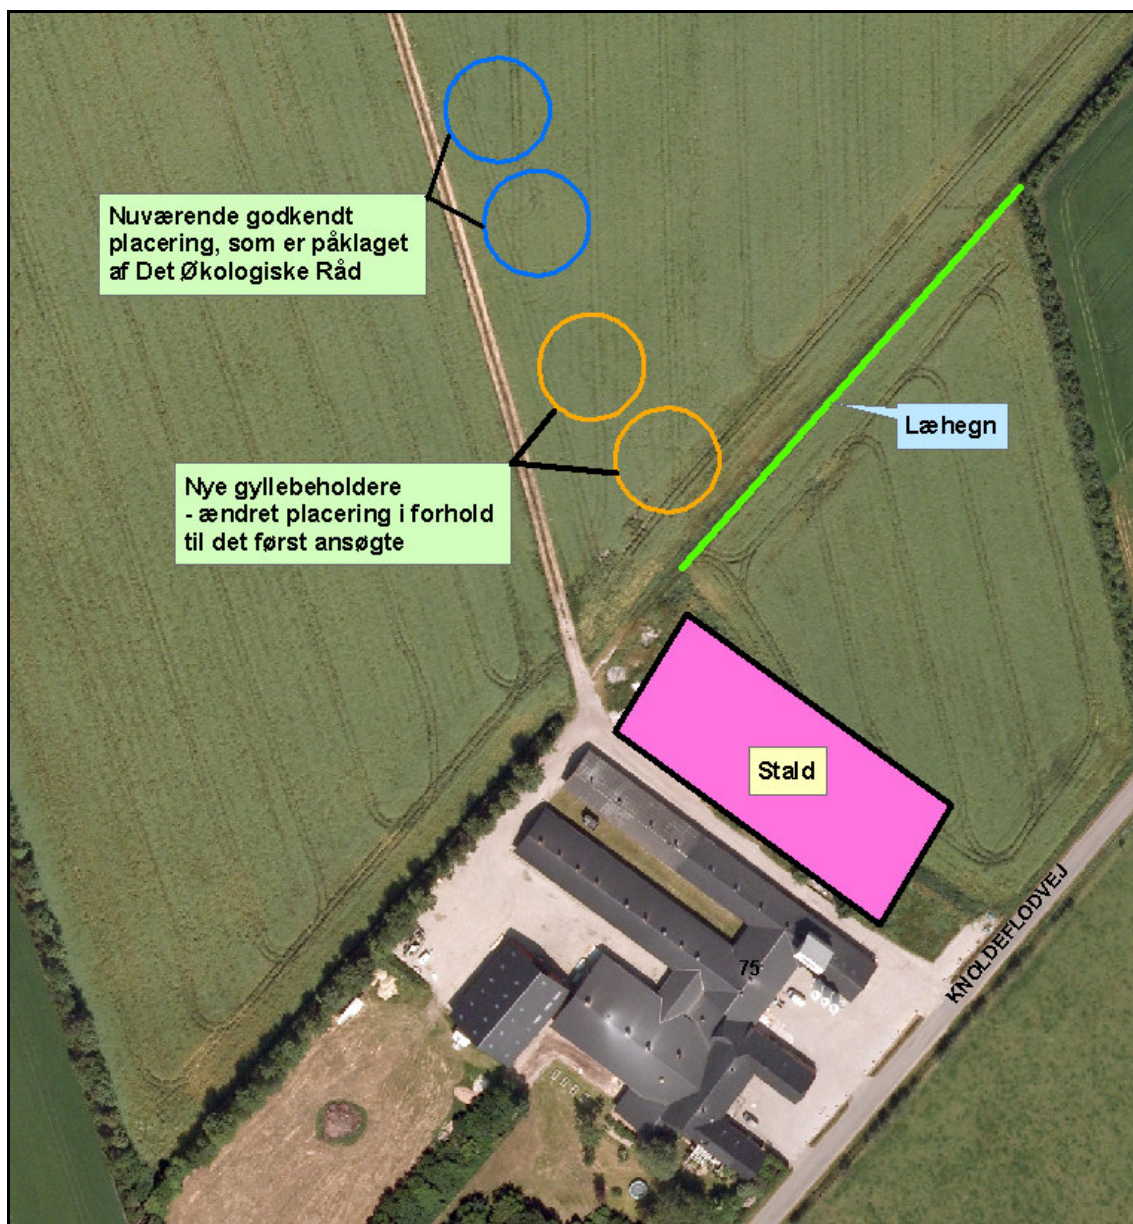 Nuværende godkendt
placering, som er påklaget
af Det Økologiske Råd
Læhegn
Nye gyllebeholdere
- ændret placering i forhold
til det først ansøgte
Stald
75
KNOLDEFLODVEJ